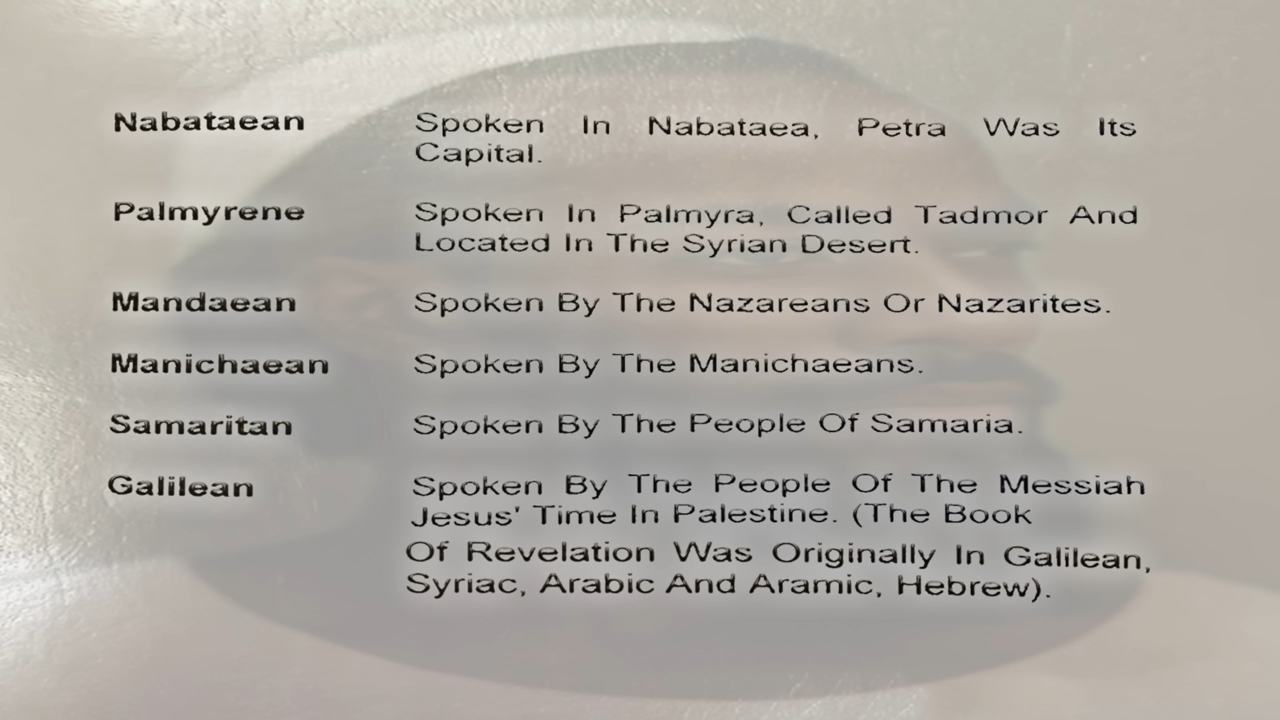 Nabataean Spoken In Nabataea, Petra Was Its
Capital.
Palmyrene Spoken In Palmyra, Called Tadmor And
Located In The Syrian Desert.
Mandaean Spoken By The Nazareans Or Nazarites.
Manichaean Spoken By The Manichaeans.
Samaritan Spoken By The People Of Samaria.
Galilean Spoken By The People Of The Messiah
Jesus' Time In Palestine. (The Book
Of Revelation Was Originally In Galilean,
Syriac, Arabic And Aramic, Hebrew).